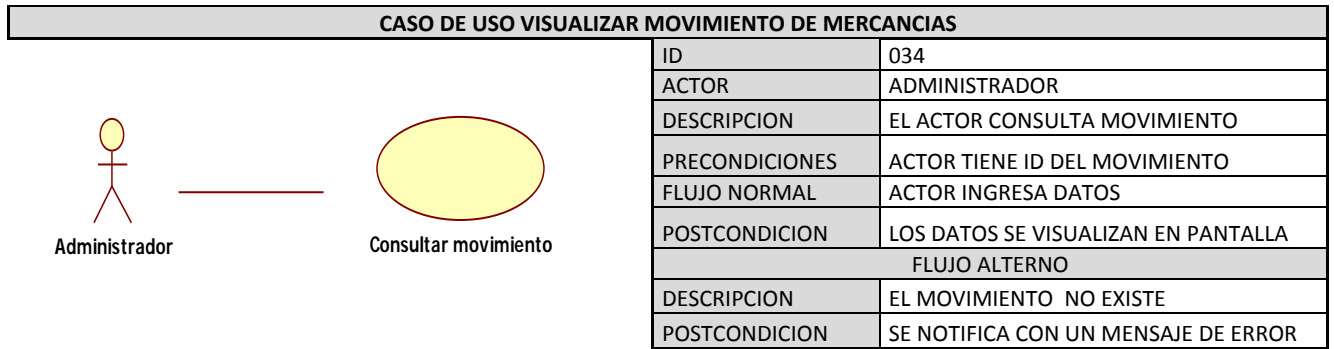 CASO DE USO VISUALIZAR MOVIMIENTO DE MERCANCIAS
ID 034
ACTOR ADMINISTRADOR
DESCRIPCION EL ACTOR CONSULTA MOVIMIENTO
PRECONDICIONES ACTOR TIENE ID DEL MOVIMIENTO
FLUJO NORMAL ACTOR INGRESA DATOS
POSTCONDICION LOS DATOS SE VISUALIZAN EN PANTALLA
FLUJO ALTERNO
DESCRIPCION EL MOVIMIENTO  NO EXISTE
POSTCONDICION SE NOTIFICA CON UN MENSAJE DE ERROR
Administrador
Consultar movimiento